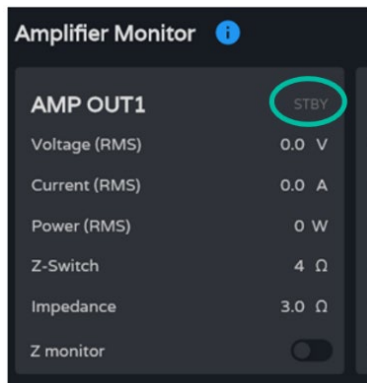 Amplifier Monitor i
AMP OUT1 STBY
Voltage (RMS) 0.0 V
Current (RMS) 0.0 A
Power (RMS) 0 W
Z-Switch 4 Ω
Impedance 3.0 Ω
Z monitor